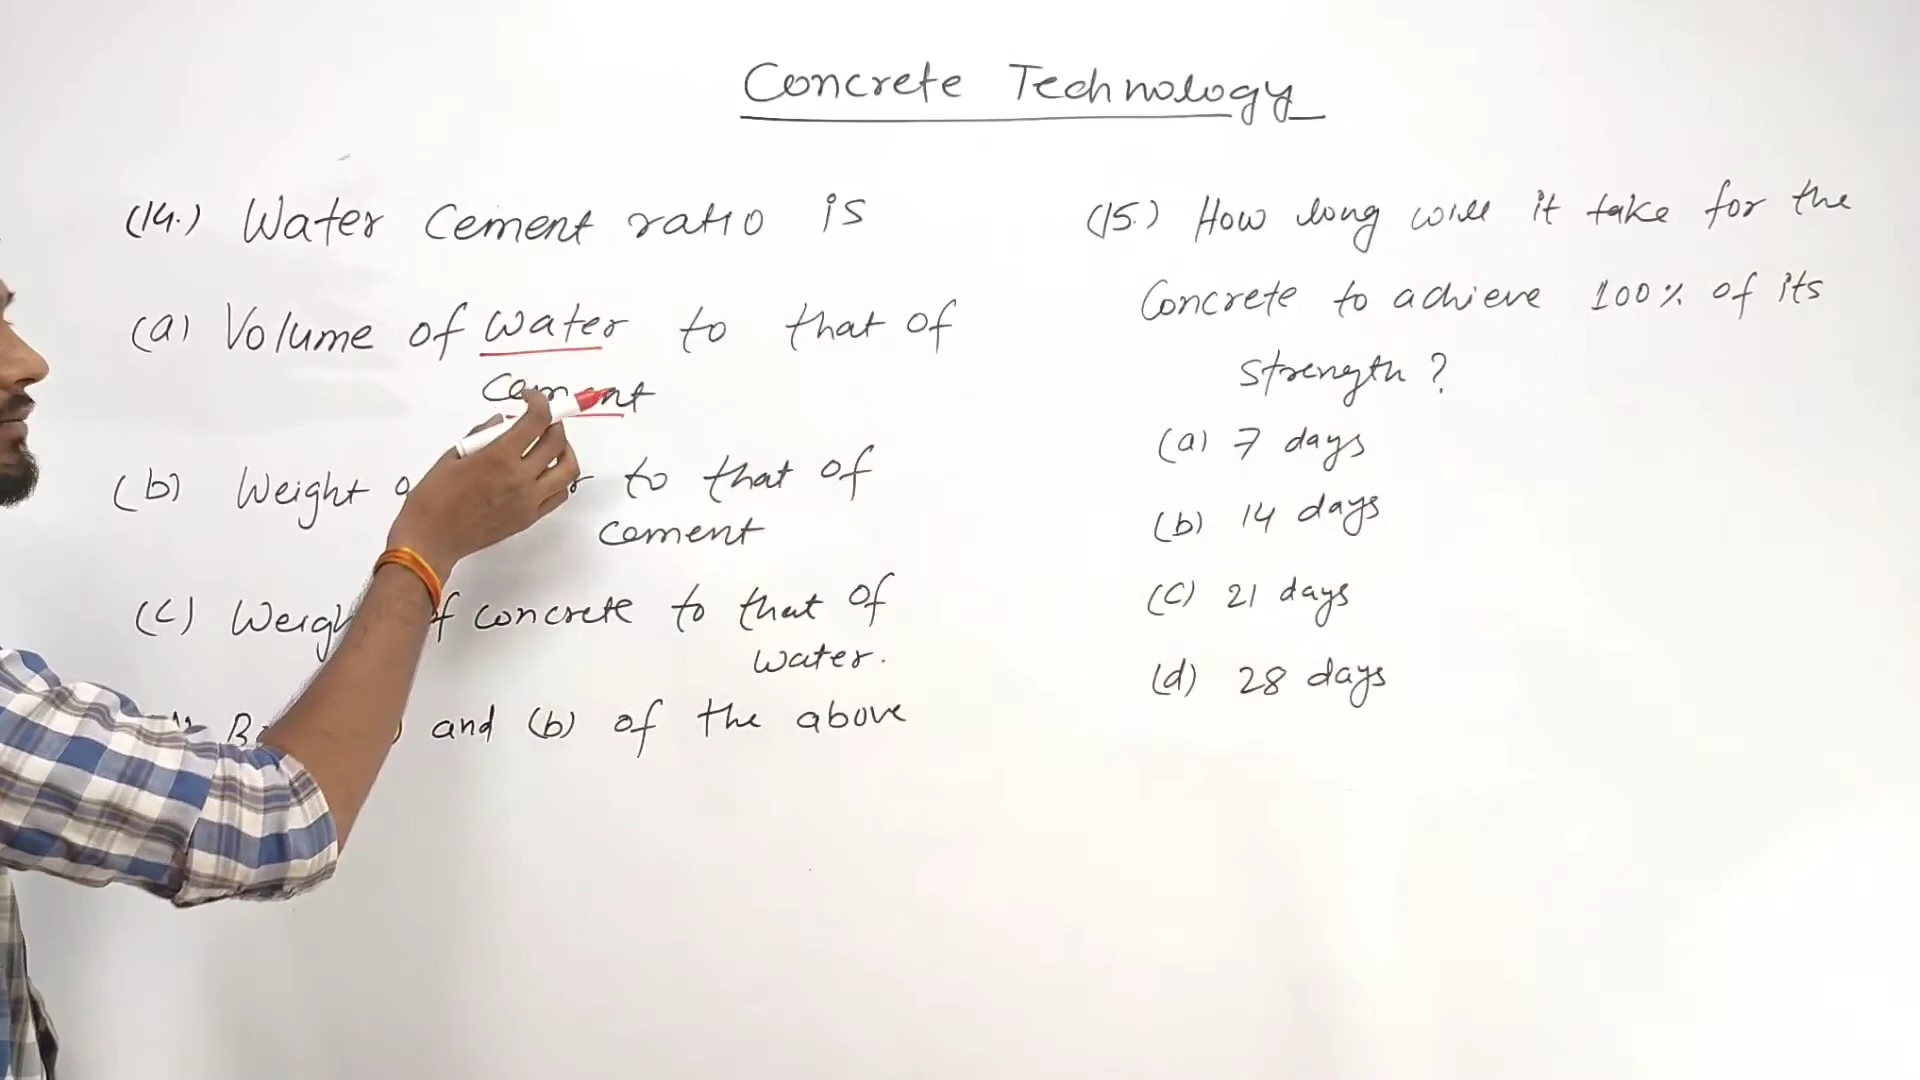 Concrete Technology
(14.) Water Cement ratio is
(a) Volume of water to that of
cement
(b) Weight to that of
cement
(c) of concrete to that of
water.
and (b) of the above
(15.) How long will it take for the
Concrete to achieve 100% of its
strength?
(a) 7 days
(b) 14 days
(c) 21 days
(d) 28 days